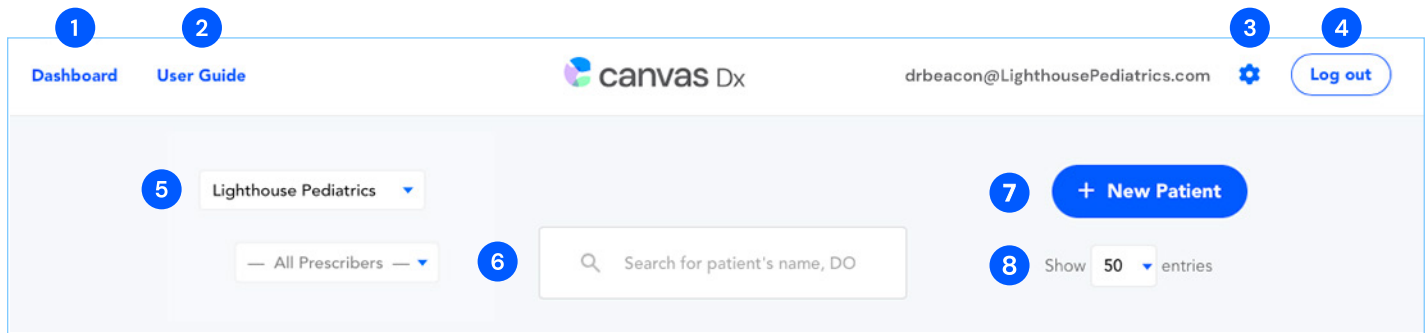 1 2 3 4
Dashboard User Guide canvas Dx drbeacon@LighthousePediatrics.com Log out
5 Lighthouse Pediatrics 7 + New Patient
— All Prescribers — 6 Search for patient's name, DO 8 Show 50 entries